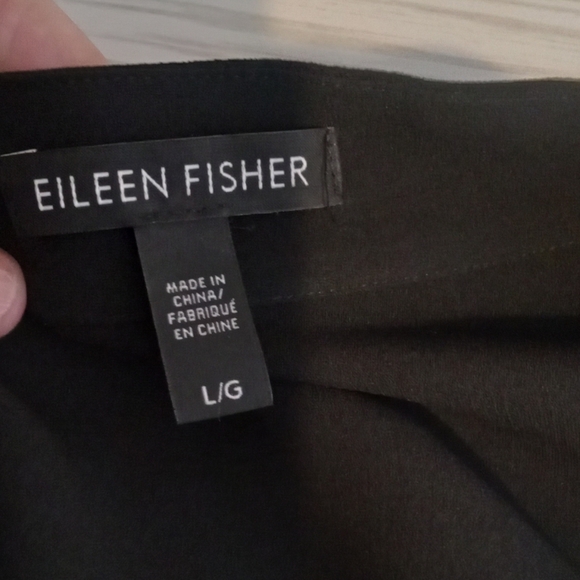 EILEEN FISHER
MADE IN
CHINA/
FABRIQUÉ
EN CHINE
L/G